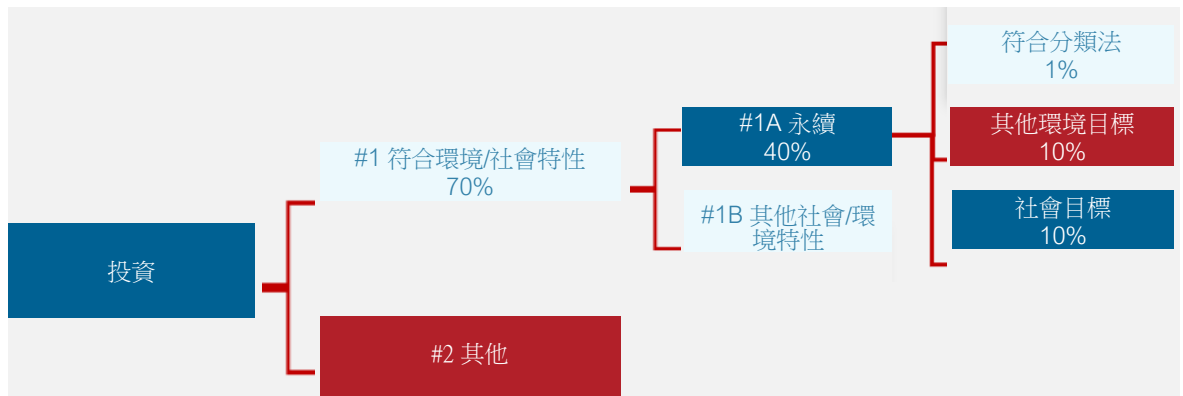 投資
#1 符合環境/社會特性
70%
#2 其他
#1A 永續
40%
#1B 其他社會/環
境特性
符合分類法
1%
其他環境目標
10%
社會目標
10%